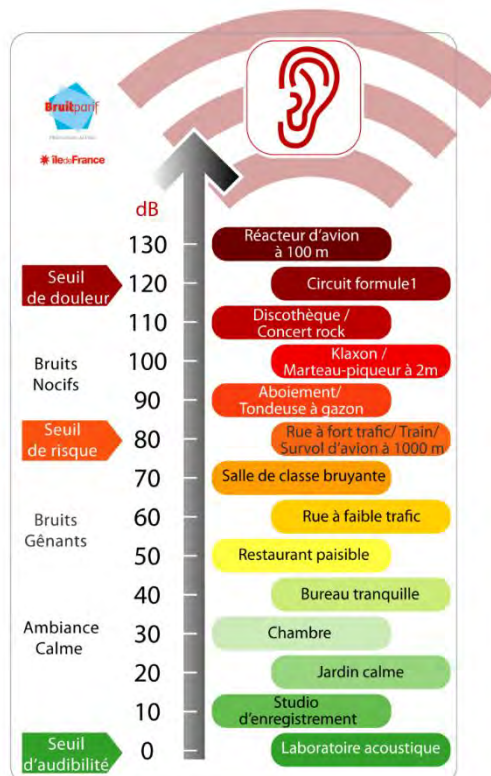 Bruitparif
îledeFrance
dB
130
Réacteur d'avion
à 100 m
Seuil
de douleur
120
Circuit formule1
110
Discothèque /
Concert rock
Bruits
Nocifs
100
Klaxon /
Marteau-piqueur à 2m
90
Aboiement/
Tondeuse à gazon
Seuil
de risque
80
Rue à fort trafic/ Train/
Survol d'avion à 1000 m
70
Salle de classe bruyante
Bruits
Gênants
60
Rue à faible trafic
50
Restaurant paisible
40
Bureau tranquille
Ambiance
Calme
30
Chambre
20
Jardin calme
10
Studio
d'enregistrement
Seuil
d'audibilité
0
Laboratoire acoustique